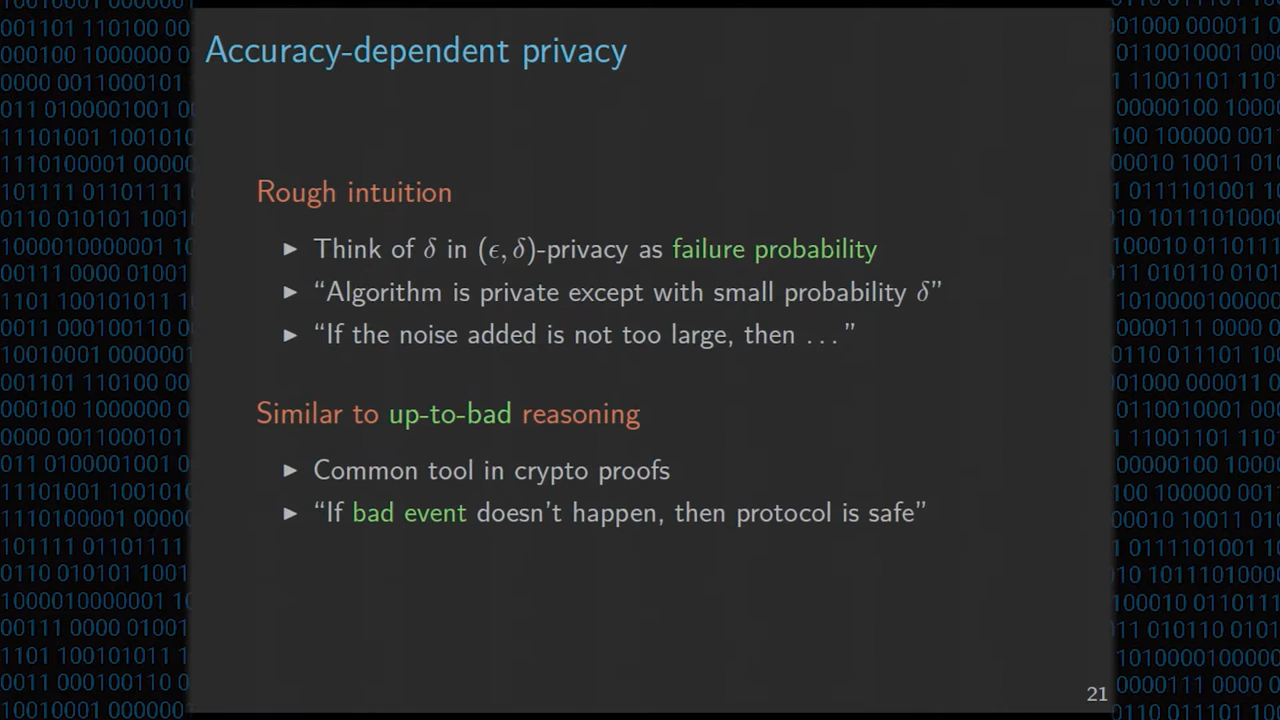 Accuracy-dependent privacy
Rough intuition
▶ Think of δ in (ϵ, δ)-privacy as failure probability
▶ “Algorithm is private except with small probability δ”
▶ “If the noise added is not too large, then . . . ”
Similar to up-to-bad reasoning
▶ Common tool in crypto proofs
▶ “If bad event doesn’t happen, then protocol is safe”
21